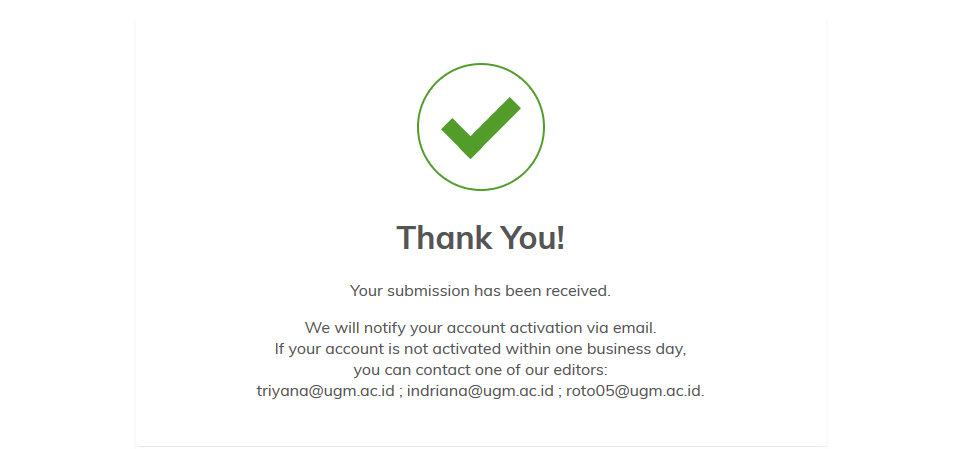 Thank You!
Your submission has been received.
We will notify your account activation via email.
If your account is not activated within one business day,
you can contact one of our editors:
triyana@ugm.ac.id ; indriana@ugm.ac.id ; roto05@ugm.ac.id.